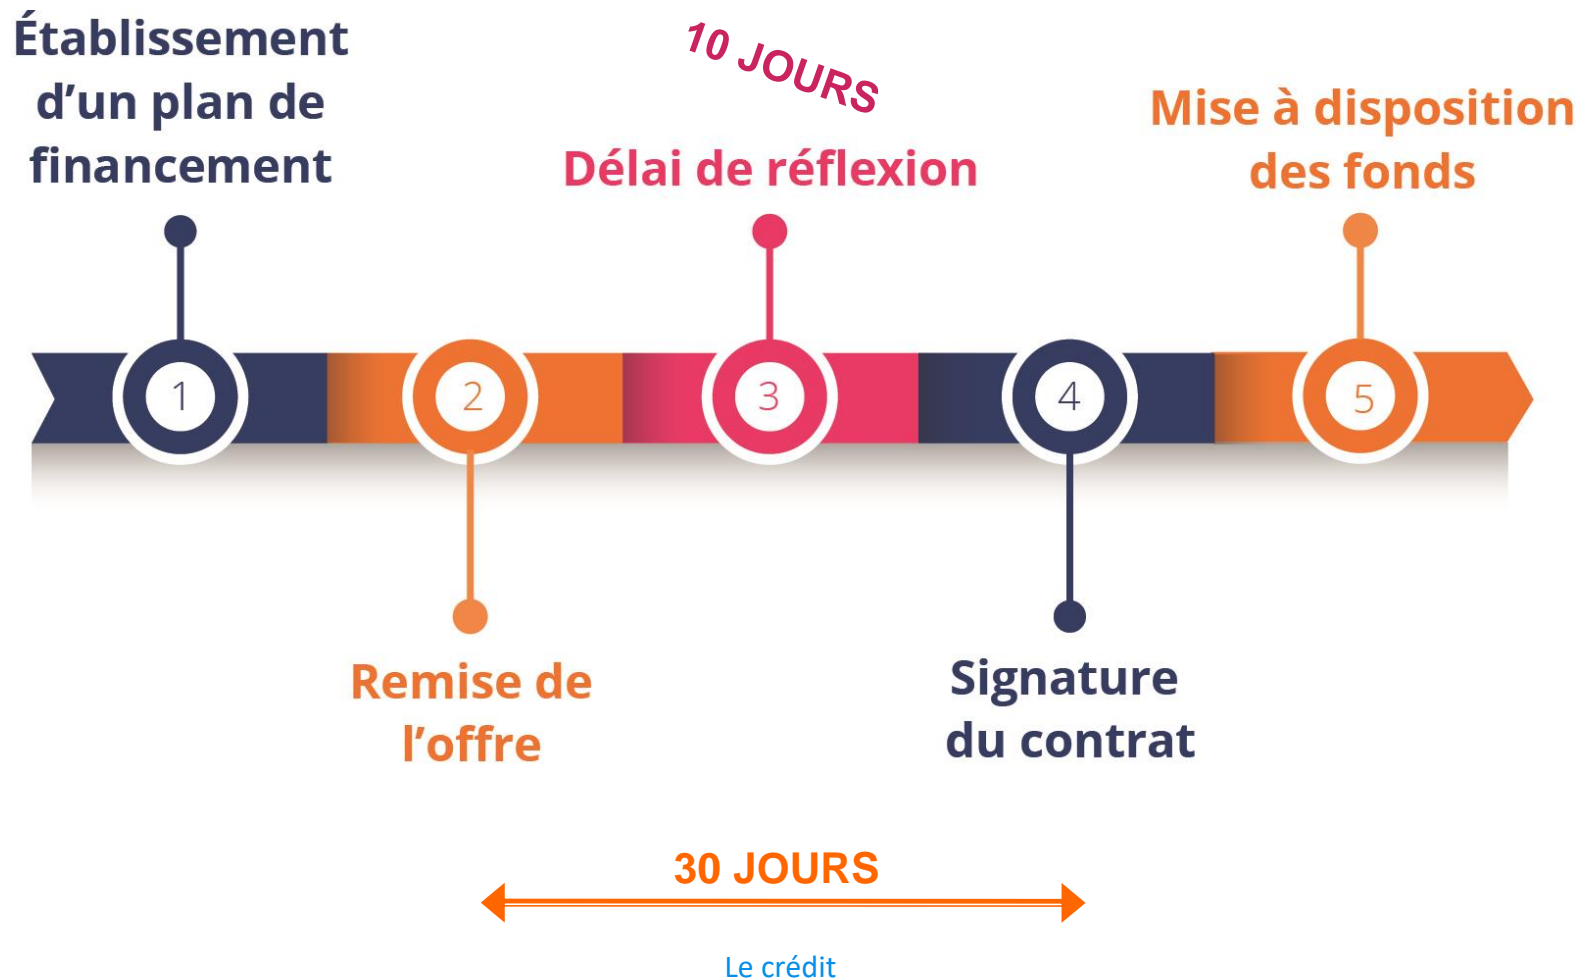 Établissement
d’un plan de
financement
10 JOURS
Délai de réflexion
Mise à disposition
des fonds
1
2
3
4
5
Remise de
l’offre
Signature
du contrat
30 JOURS
Le crédit